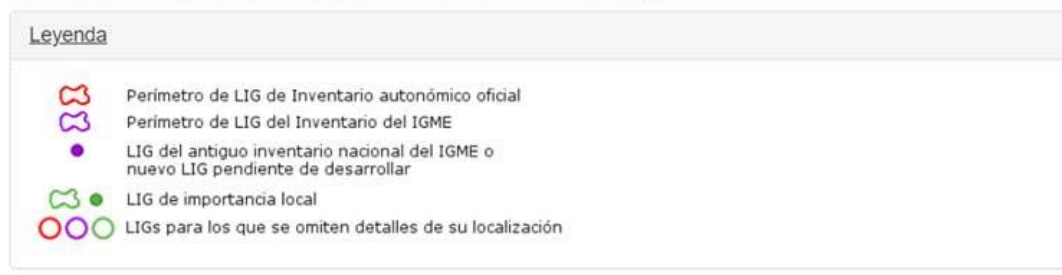 Leyenda
Perímetro de LIG de Inventario autonómico oficial
Perímetro de LIG del Inventario del IGME
LIG del antiguo inventario nacional del IGME o
nuevo LIG pendiente de desarrollar
LIG de importancia local
LIGs para los que se omiten detalles de su localización